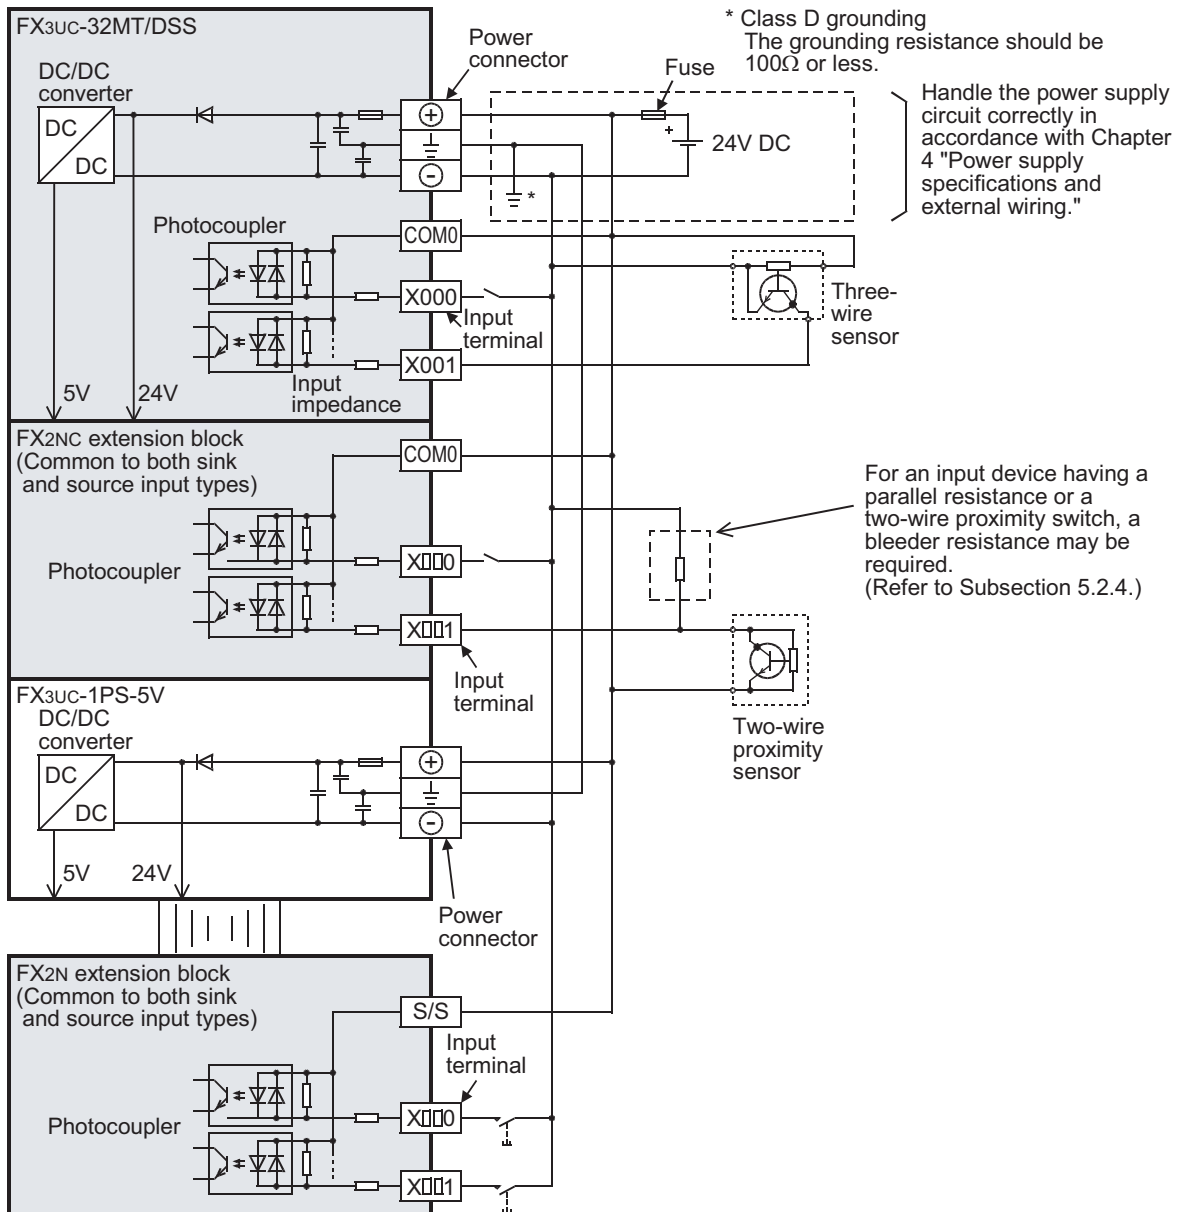 FX3UC-32MT/DSS
DC/DC
converter
DC
DC
Power
connector
Fuse
* Class D grounding
The grounding resistance should be
100Ω or less.
+
24V DC
*
Handle the power supply
circuit correctly in
accordance with Chapter
4 "Power supply
specifications and
external wiring."
Photocoupler
COM0
X000
Input
terminal
X001
Input
impedance
5V
24V
Three-
wire
sensor
FX2NC extension block
(Common to both sink
and source input types)
COM0
Photocoupler
X▯▯0
X▯▯1
Input
terminal
For an input device having a
parallel resistance or a
two-wire proximity switch, a
bleeder resistance may be
required.
(Refer to Subsection 5.2.4.)
Two-wire
proximity
sensor
FX3UC-1PS-5V
DC/DC
converter
DC
DC
5V
24V
Power
connector
FX2N extension block
(Common to both sink
and source input types)
S/S
Input
terminal
Photocoupler
X▯▯0
X▯▯1